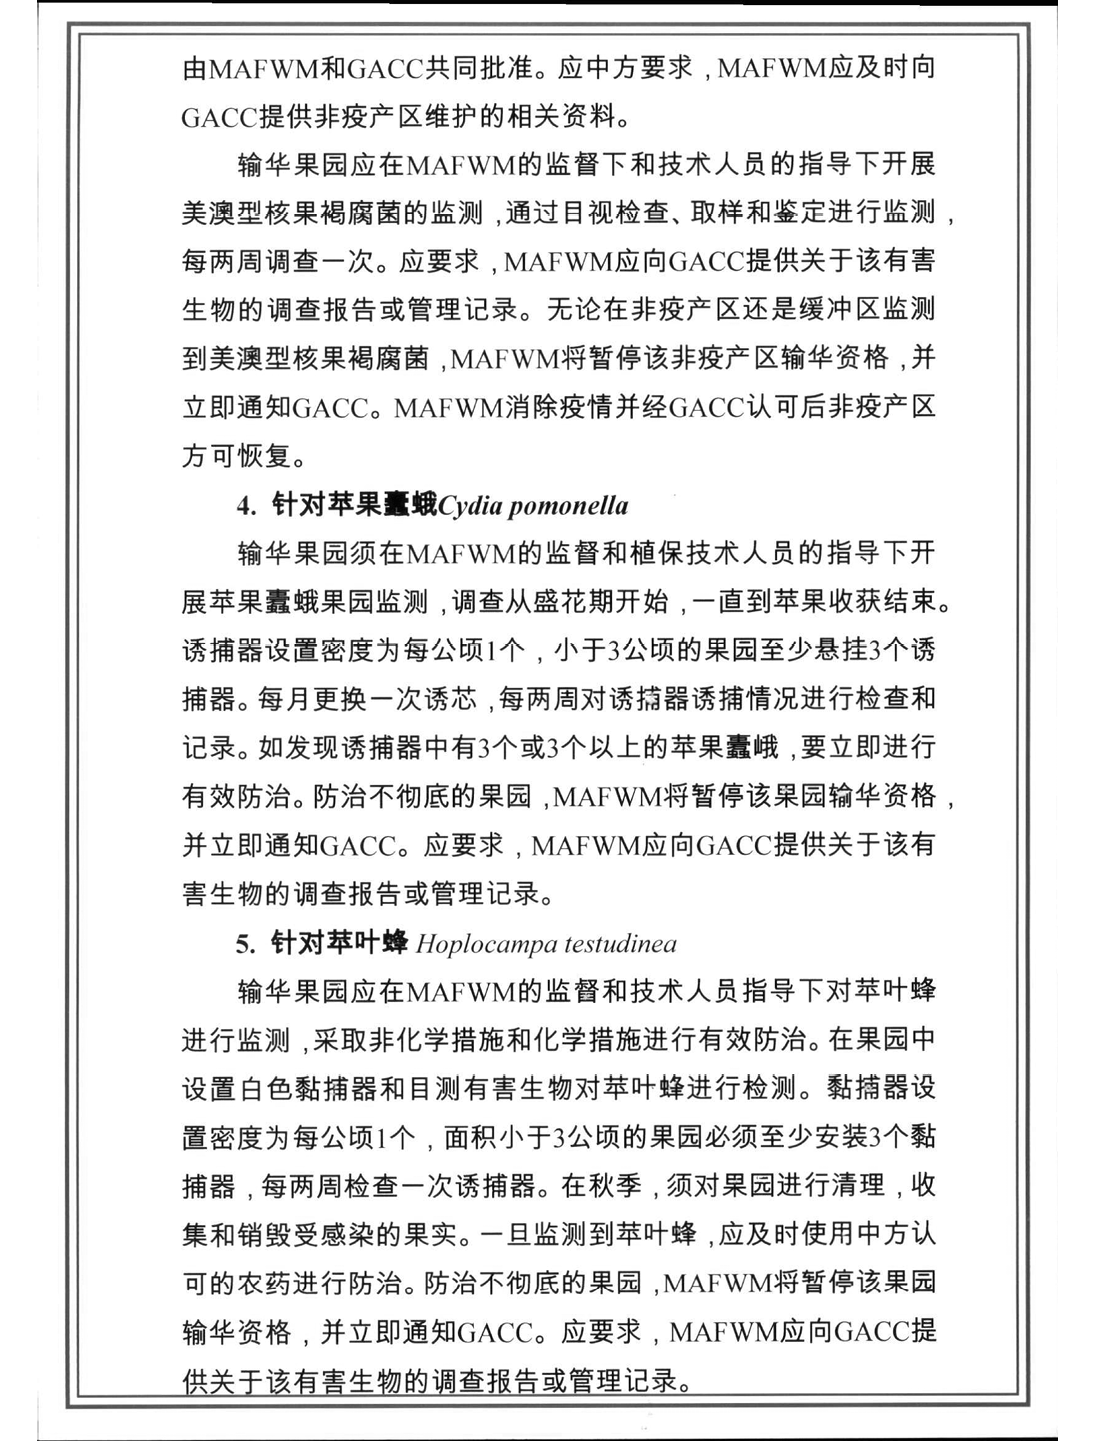 由MAFWM和GACC共同批准。应中方要求，MAFWM应及时向
GACC提供非疫产区维护的相关资料。
输华果园应在MAFWM的监督下和技术人员的指导下开展
美澳型核果褐腐菌的监测，通过目视检查、取样和鉴定进行监测，
每两周调查一次。应要求，MAFWM应向GACC提供关于该有害
生物的调查报告或管理记录。无论在非疫产区还是缓冲区监测
到美澳型核果褐腐菌，MAFWM将暂停该非疫产区输华资格，并
立即通知GACC。MAFWM消除疫情并经GACC认可后非疫产区
方可恢复。
4. 针对苹果蠹蛾Cydia pomonella
输华果园须在MAFWM的监督和植保技术人员的指导下开
展苹果蠹蛾果园监测，调查从盛花期开始，一直到苹果收获结束。
诱捕器设置密度为每公顷1个，小于3公顷的果园至少悬挂3个诱
捕器。每月更换一次诱芯，每两周对诱捕器诱捕情况进行检查和
记录。如发现诱捕器中有3个或3个以上的苹果蠹峨，要立即进行
有效防治。防治不彻底的果园，MAFWM将暂停该果园输华资格，
并立即通知GACC。应要求，MAFWM应向GACC提供关于该有
害生物的调查报告或管理记录。
5. 针对苹叶蜂 Hoplocampa testudinea
输华果园应在MAFWM的监督和技术人员指导下对苹叶蜂
进行监测，采取非化学措施和化学措施进行有效防治。在果园中
设置白色黏捕器和目测有害生物对苹叶蜂进行检测。黏捕器设
置密度为每公顷1个，面积小于3公顷的果园必须至少安装3个黏
捕器，每两周检查一次诱捕器。在秋季，须对果园进行清理，收
集和销毁受感染的果实。一旦监测到苹叶蜂，应及时使用中方认
可的农药进行防治。防治不彻底的果园，MAFWM将暂停该果园
输华资格，并立即通知GACC。应要求，MAFWM应向GACC提
供关于该有害生物的调查报告或管理记录。